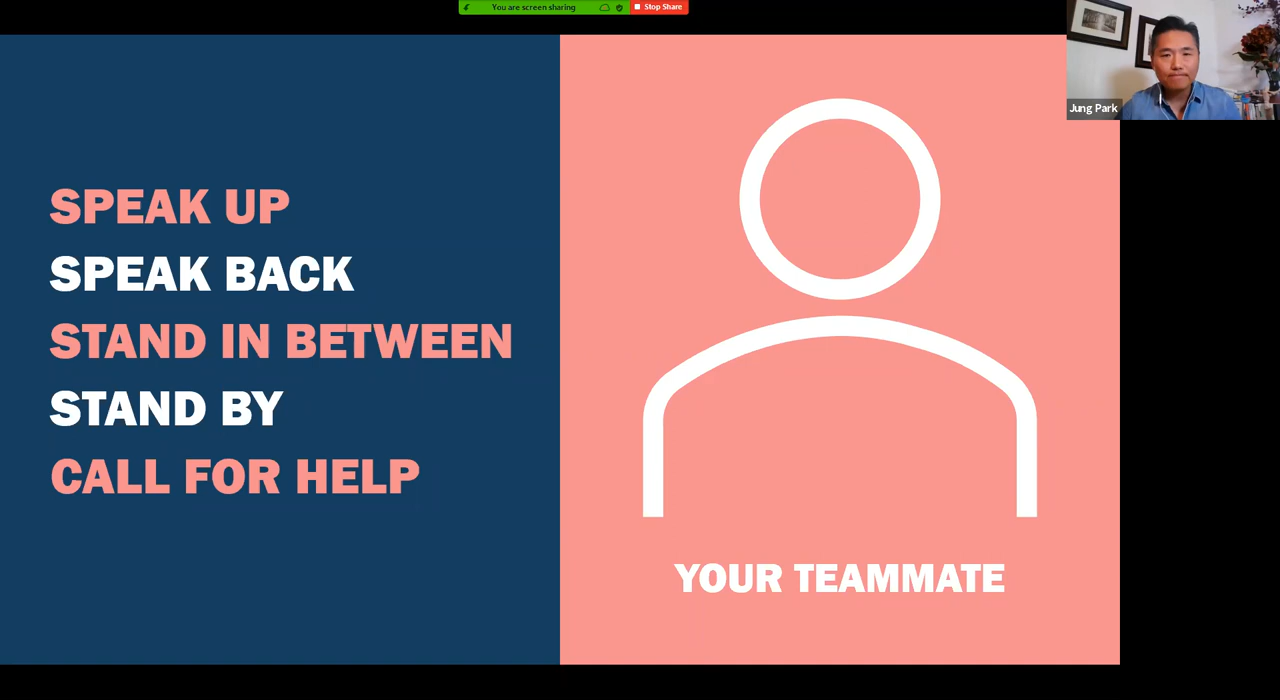 You are screen sharing
Stop Share
Jung Park
SPEAK UP
SPEAK BACK
STAND IN BETWEEN
STAND BY
CALL FOR HELP
YOUR TEAMMATE